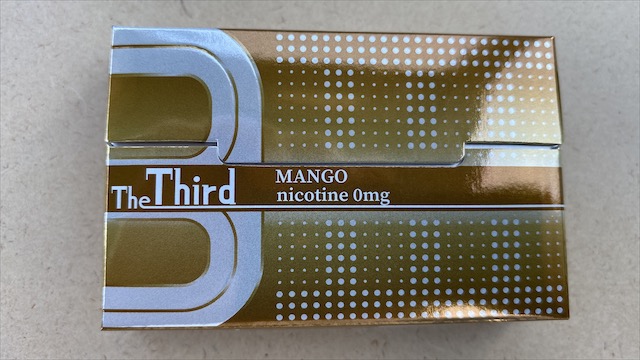 The Third
MANGO
nicotine 0mg